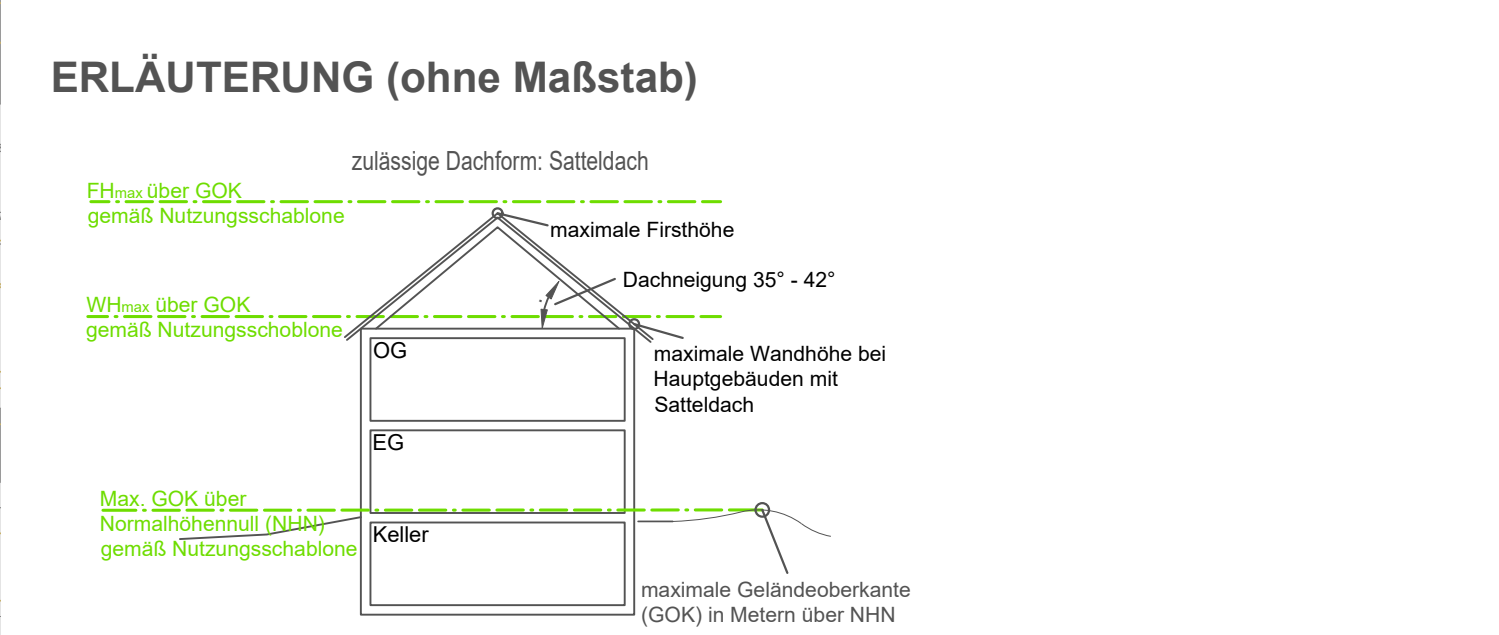 ERLÄUTERUNG (ohne Maßstab)
zulässige Dachform: Satteldach
FHmax über GOK
gemäß Nutzungsschablone
maximale Firsthöhe
Dachneigung 35° - 42°
WHmax über GOK
gemäß Nutzungsschoblone
maximale Wandhöhe bei
Hauptgebäuden mit
Satteldach
OG
EG
Max. GOK über
Normalhöhennull (NHN)
gemäß Nutzungsschablone
Keller
maximale Geländeoberkante
(GOK) in Metern über NHN